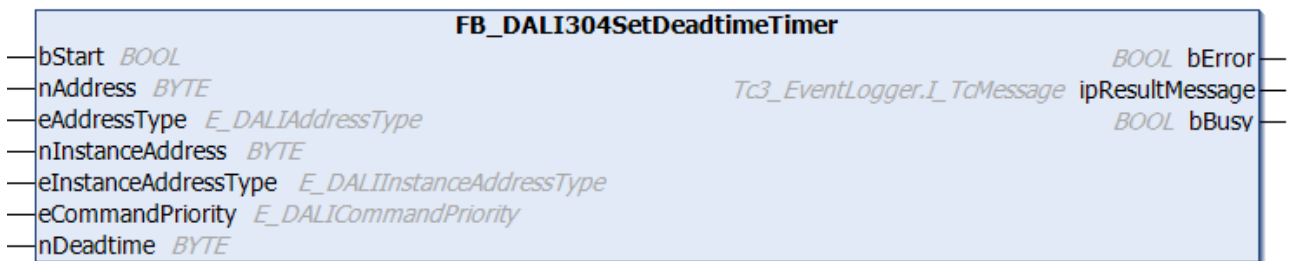 FB_DALI304SetDeadtimeTimer
bStart BOOL BOOL bError
nAddress BYTE Tc3_EventLogger.I_TcMessage ipResultMessage
eAddressType E_DALIAddressType BOOL bBusy
nInstanceAddress BYTE
eInstanceAddressType E_DALIInstanceAddressType
eCommandPriority E_DALICommandPriority
nDeadtime BYTE